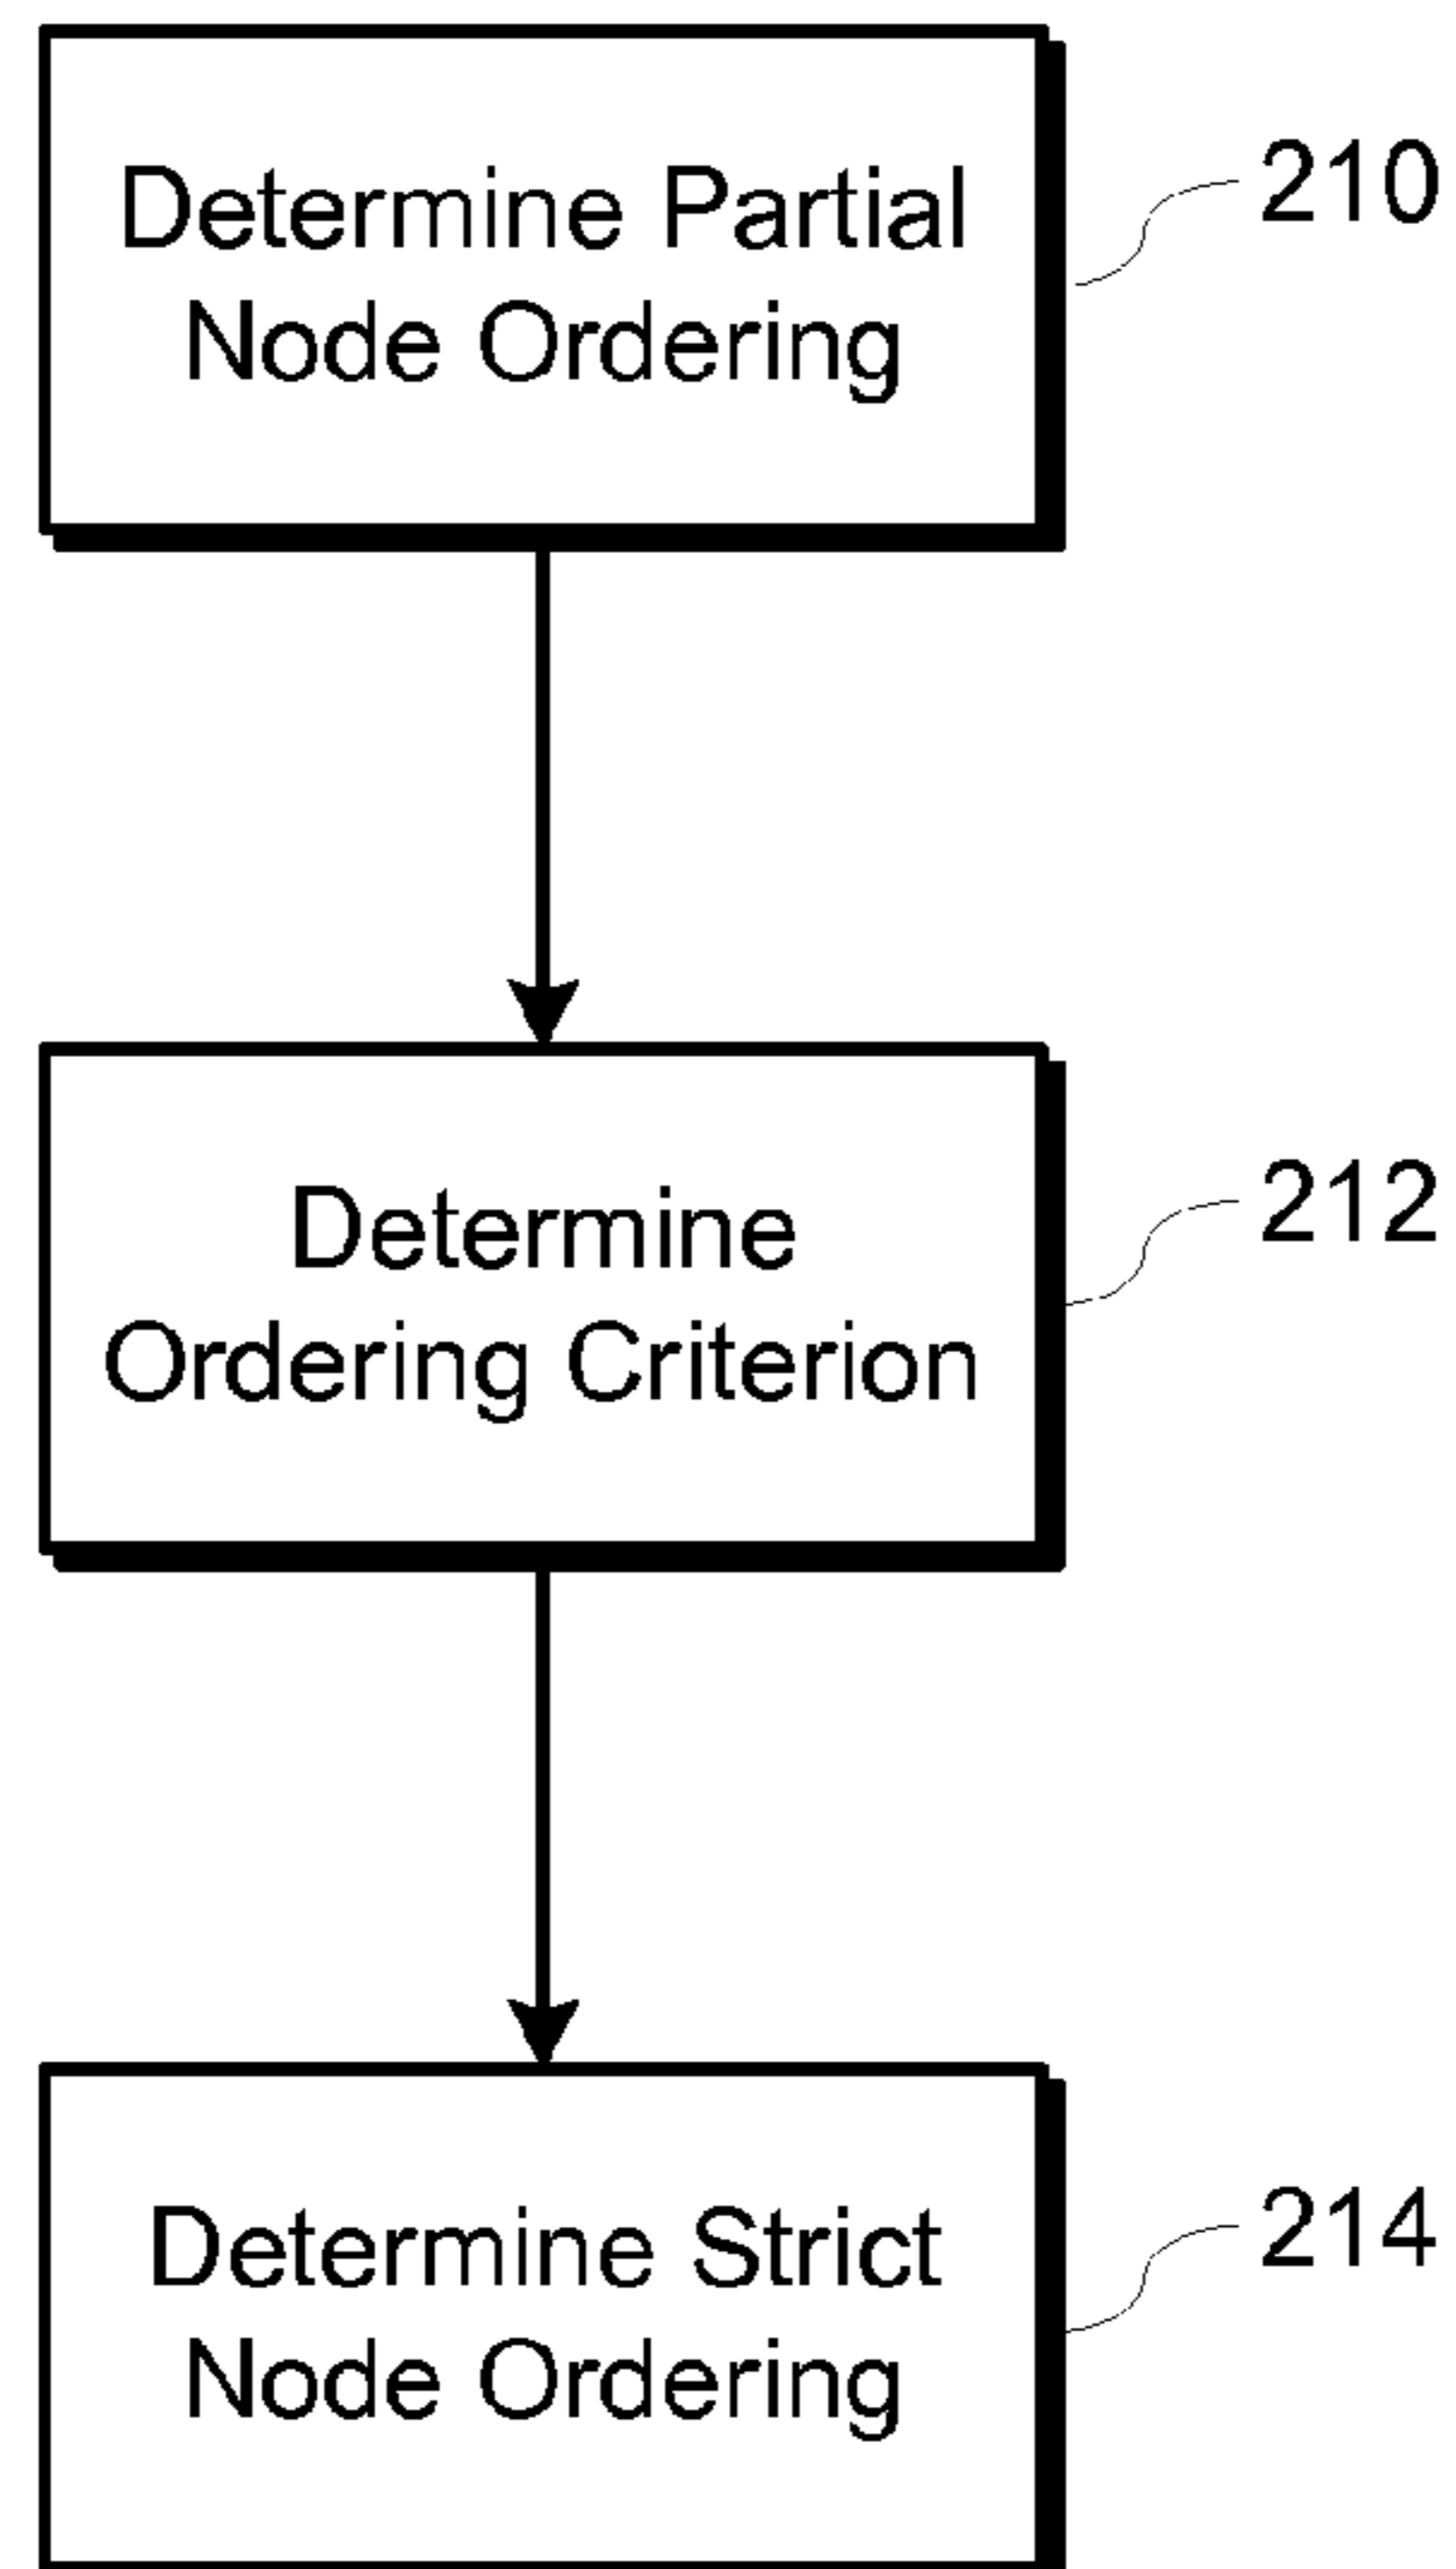 Determine Partial
Node Ordering
210
Determine
Ordering Criterion
212
Determine Strict
Node Ordering
214